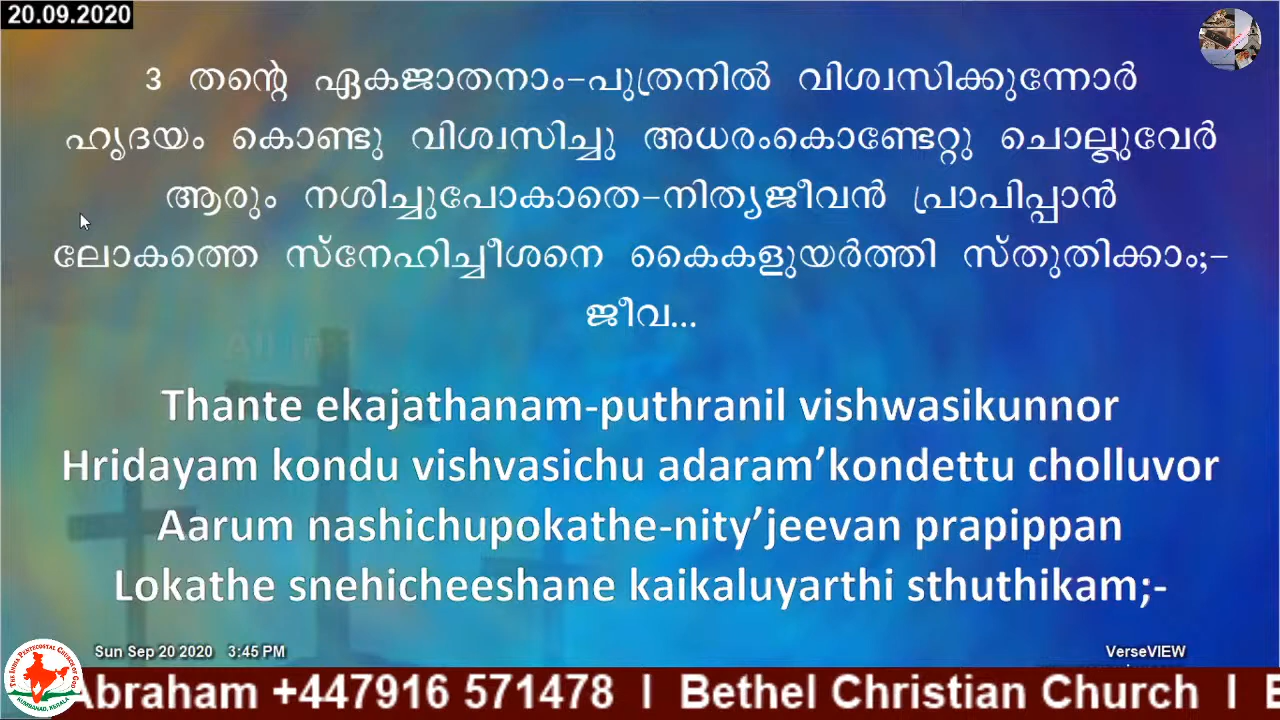 20.09.2020
3 തന്റെ ഏകജാതനാം-പുത്രനിൽ വിശ്വസിക്കുന്നോർ
ഹൃദയം കൊണ്ടു വിശ്വസിച്ചു അധരംകൊണ്ടേറ്റു ചൊല്ലുവേർ
ആരും നശിച്ചുപോകാതെ-നിത്യജീവൻ പ്രാപിപ്പാൻ
ലോകത്തെ സ്നേഹിച്ചീശനെ കൈകളുയർത്തി സ്തുതിക്കാം;-
ജീവ...
Thante ekajathanam-puthranil vishwasikunnor
Hridayam kondu vishvasichu adaram’kondettu cholluvor
Aarum nashichupokathe-nity’jeevan prapippan
Lokathe snehicheeshane kaikaluyarthi sthuthikam;-
Sun Sep 20 2020 3:45 PM
VerseVIEW
Abraham +447916 571478 | Bethel Christian Church |